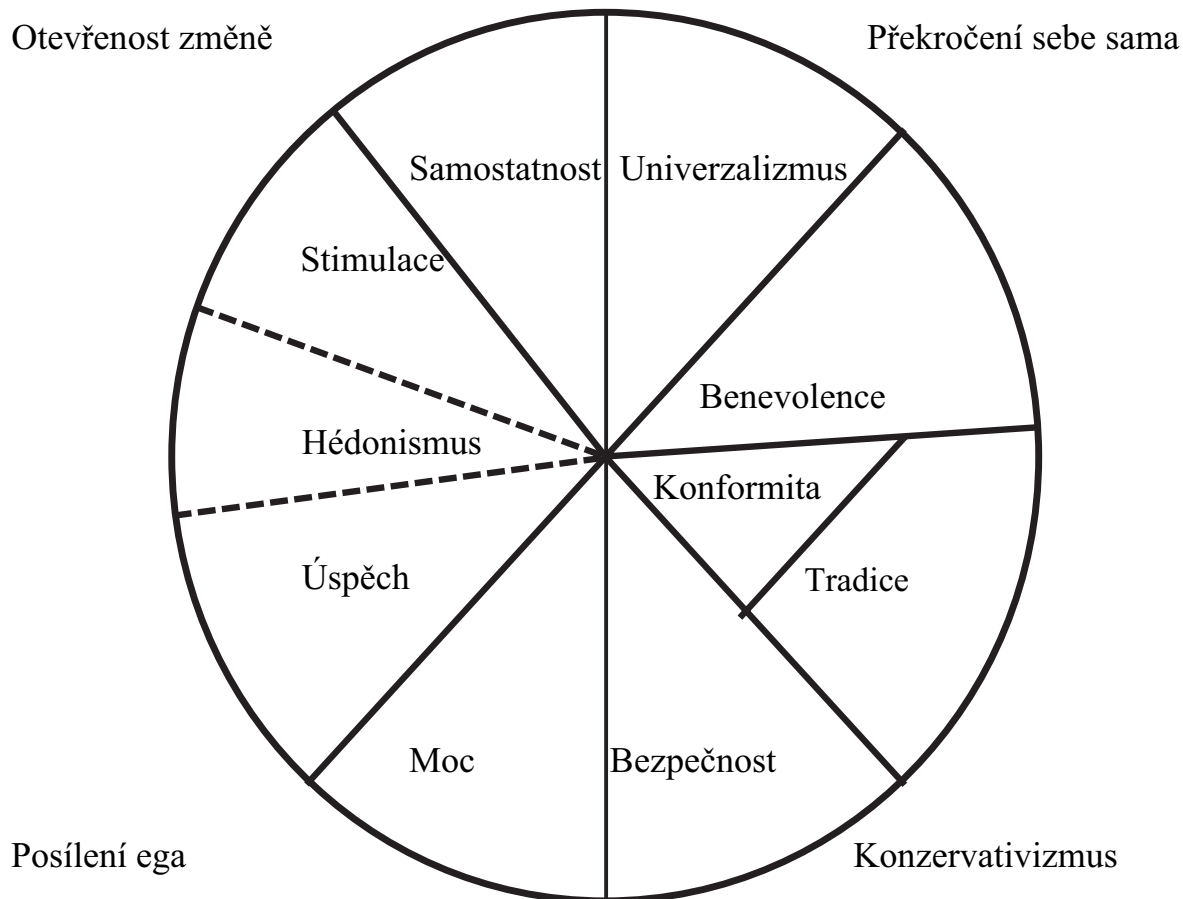 Otevřenost změně
Překročení sebe sama
Samostatnost
Univerzalizmus
Stimulace
Benevolence
Hédonismus
Konformita
Úspěch
Tradice
Moc
Bezpečnost
Posílení ega
Konzervativizmus